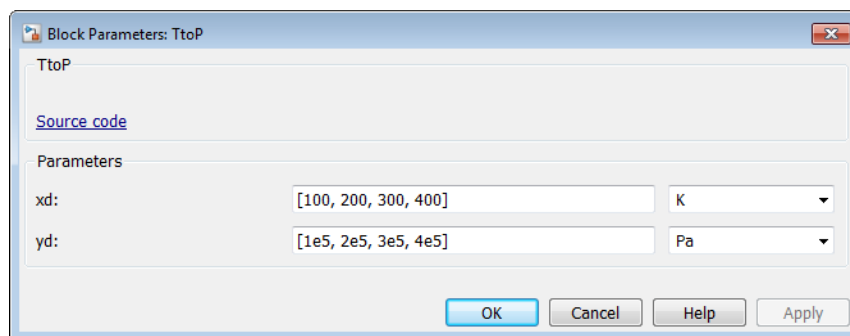 Block Parameters: TtoP
TtoP
Source code
Parameters
xd: [100, 200, 300, 400] K
yd: [1e5, 2e5, 3e5, 4e5] Pa
OK Cancel Help Apply